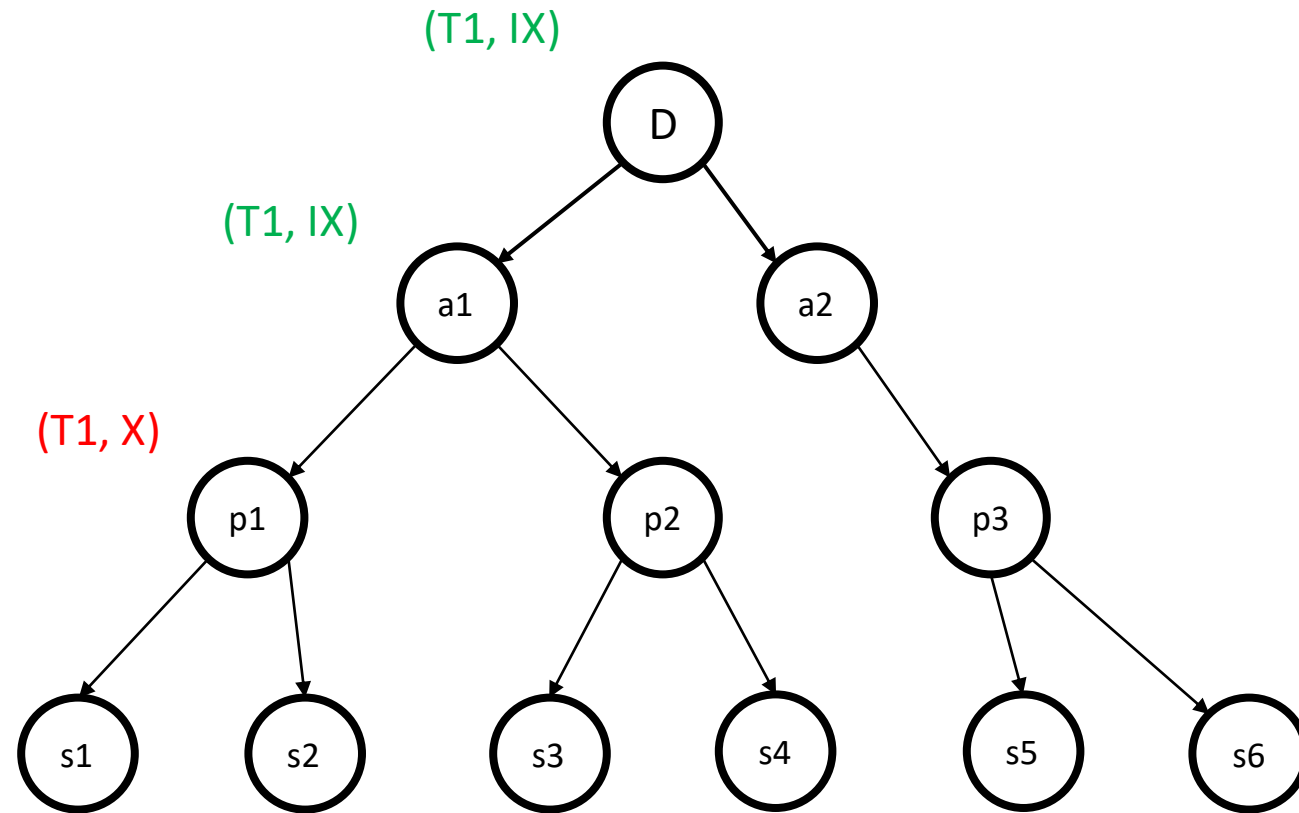 (T1, IX)
D
(T1, IX)
a1
a2
(T1, X)
p1
p2
p3
s1
s2
s3
s4
s5
s6